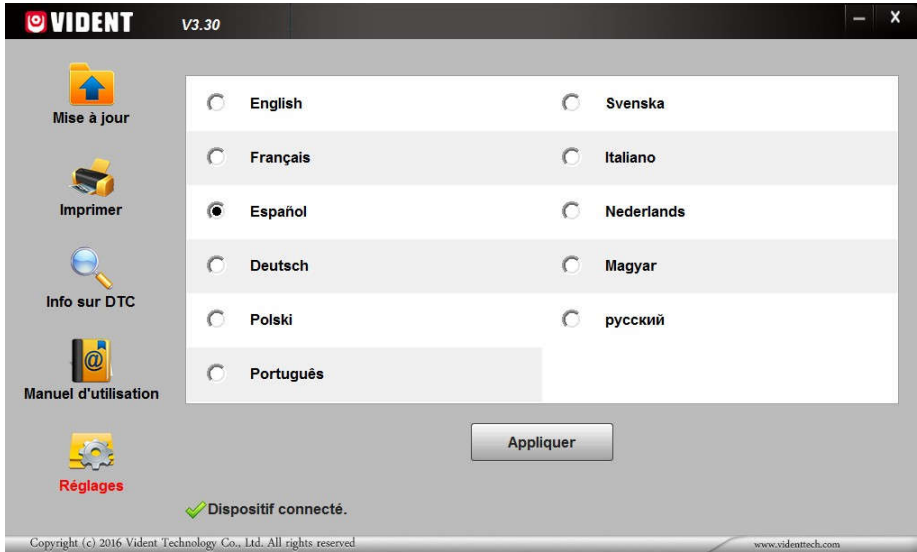 VIDENT V3.30
Mise à jour
Imprimer
Info sur DTC
Manuel d'utilisation
Réglages
English
Français
Español
Deutsch
Polski
Português
Svenska
Italiano
Nederlands
Magyar
русский
Appliquer
Dispositif connecté.
Copyright (c) 2016 Vident Technology Co., Ltd. All rights reserved
www.videnttech.com